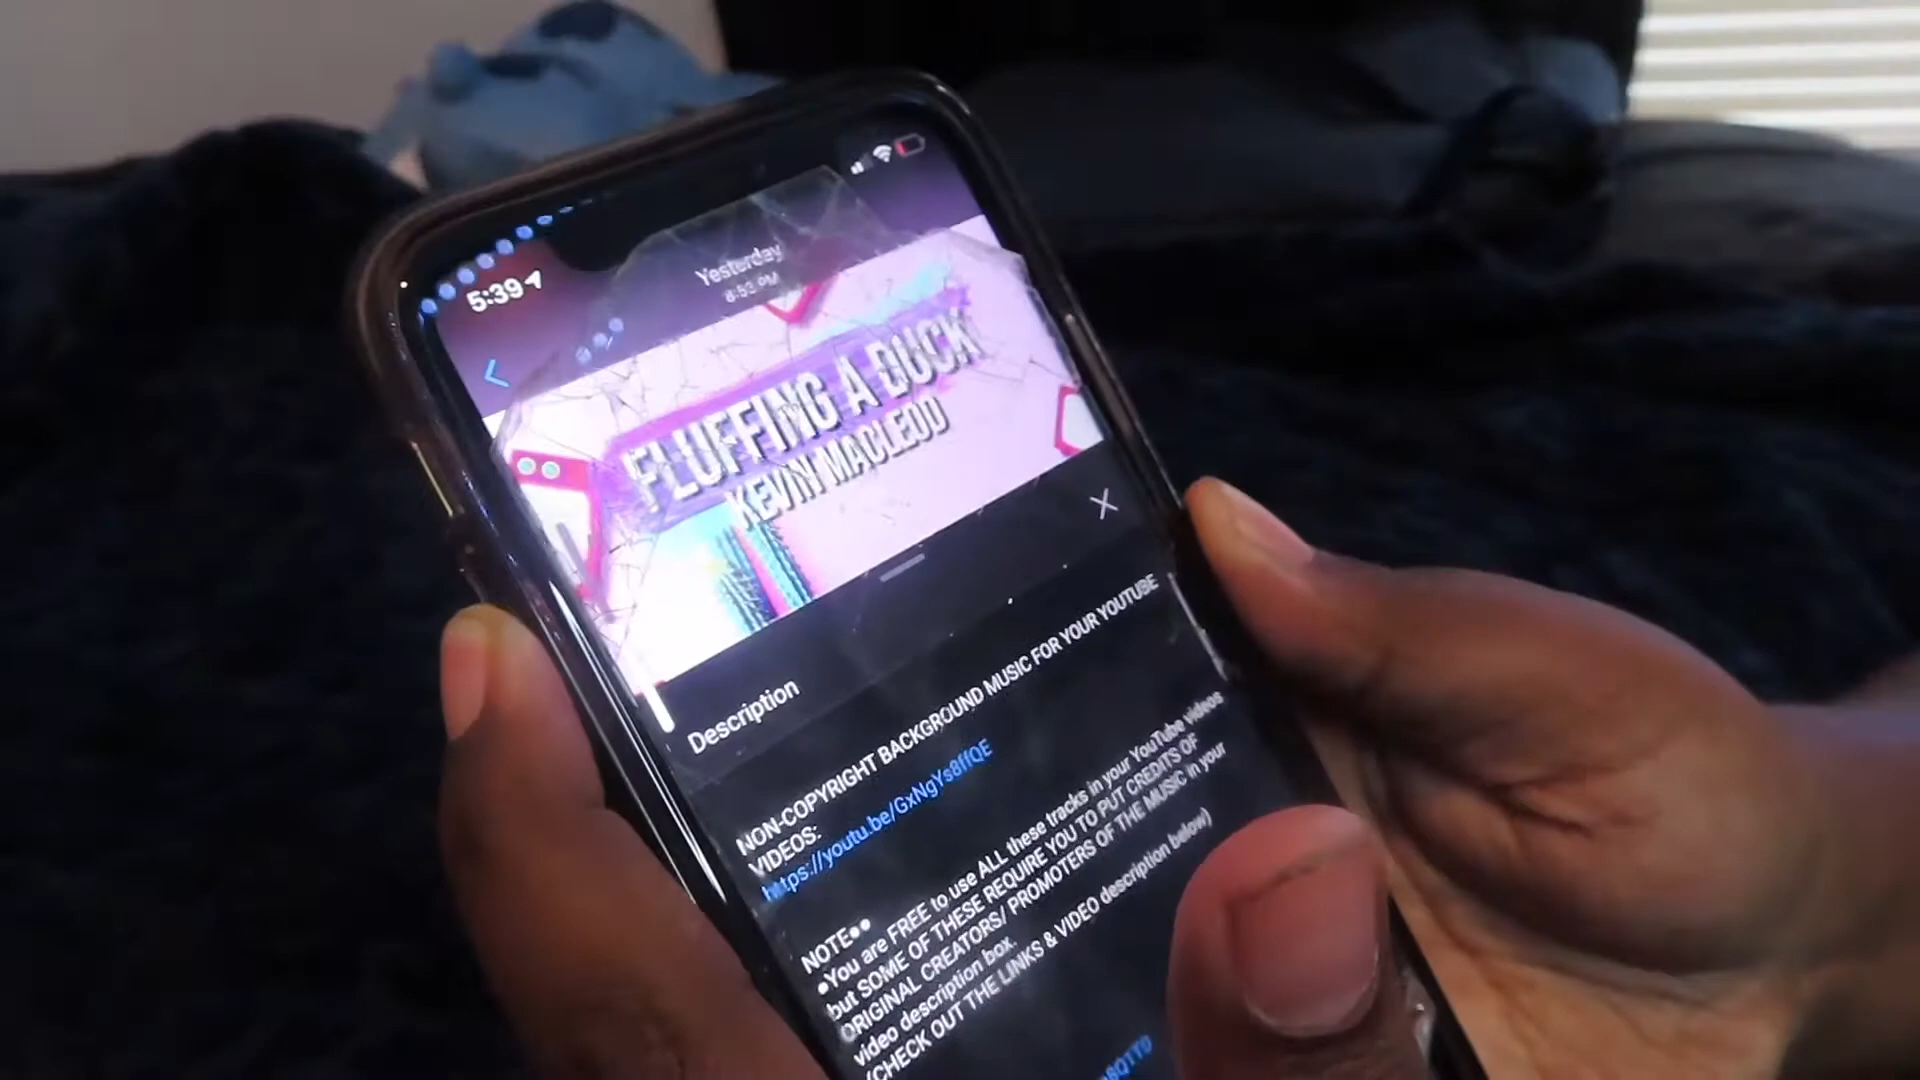 5:39
Yesterday
8:53 PM
FLUFFING A DUCK
KEVIN MACLEOD
Description
NON-COPYRIGHT BACKGROUND MUSIC FOR YOUR YOUTUBE
VIDEOS:
https://youtu.be/GxNgYs8ffQE
NOTE●●
●You are FREE to use ALL these tracks in your YouTube videos
but SOME OF THESE REQUIRE YOU TO PUT CREDITS OF
ORIGINAL CREATORS/ PROMOTERS OF THE MUSIC in your
video description box.
(CHECK OUT THE LINKS & VIDEO description below)